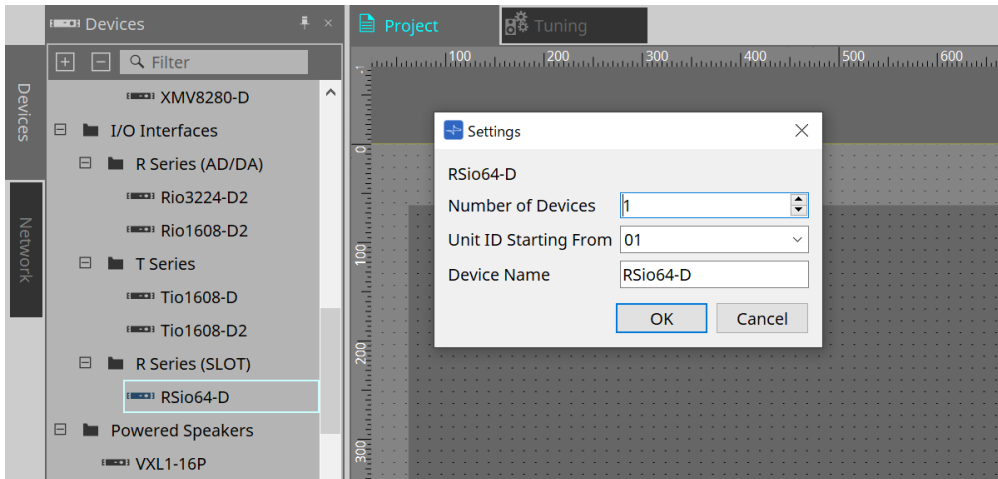 Devices
Filter
Devices
Network
XMV8280-D
I/O Interfaces
R Series (AD/DA)
Rio3224-D2
Rio1608-D2
T Series
Tio1608-D
Tio1608-D2
R Series (SLOT)
RSio64-D
Powered Speakers
VXL1-16P
Project
Tuning
100 200 300 400 500 600
-1
0
100
200
300
Settings
RSio64-D
Number of Devices 1
Unit ID Starting From 01
Device Name RSio64-D
OK Cancel